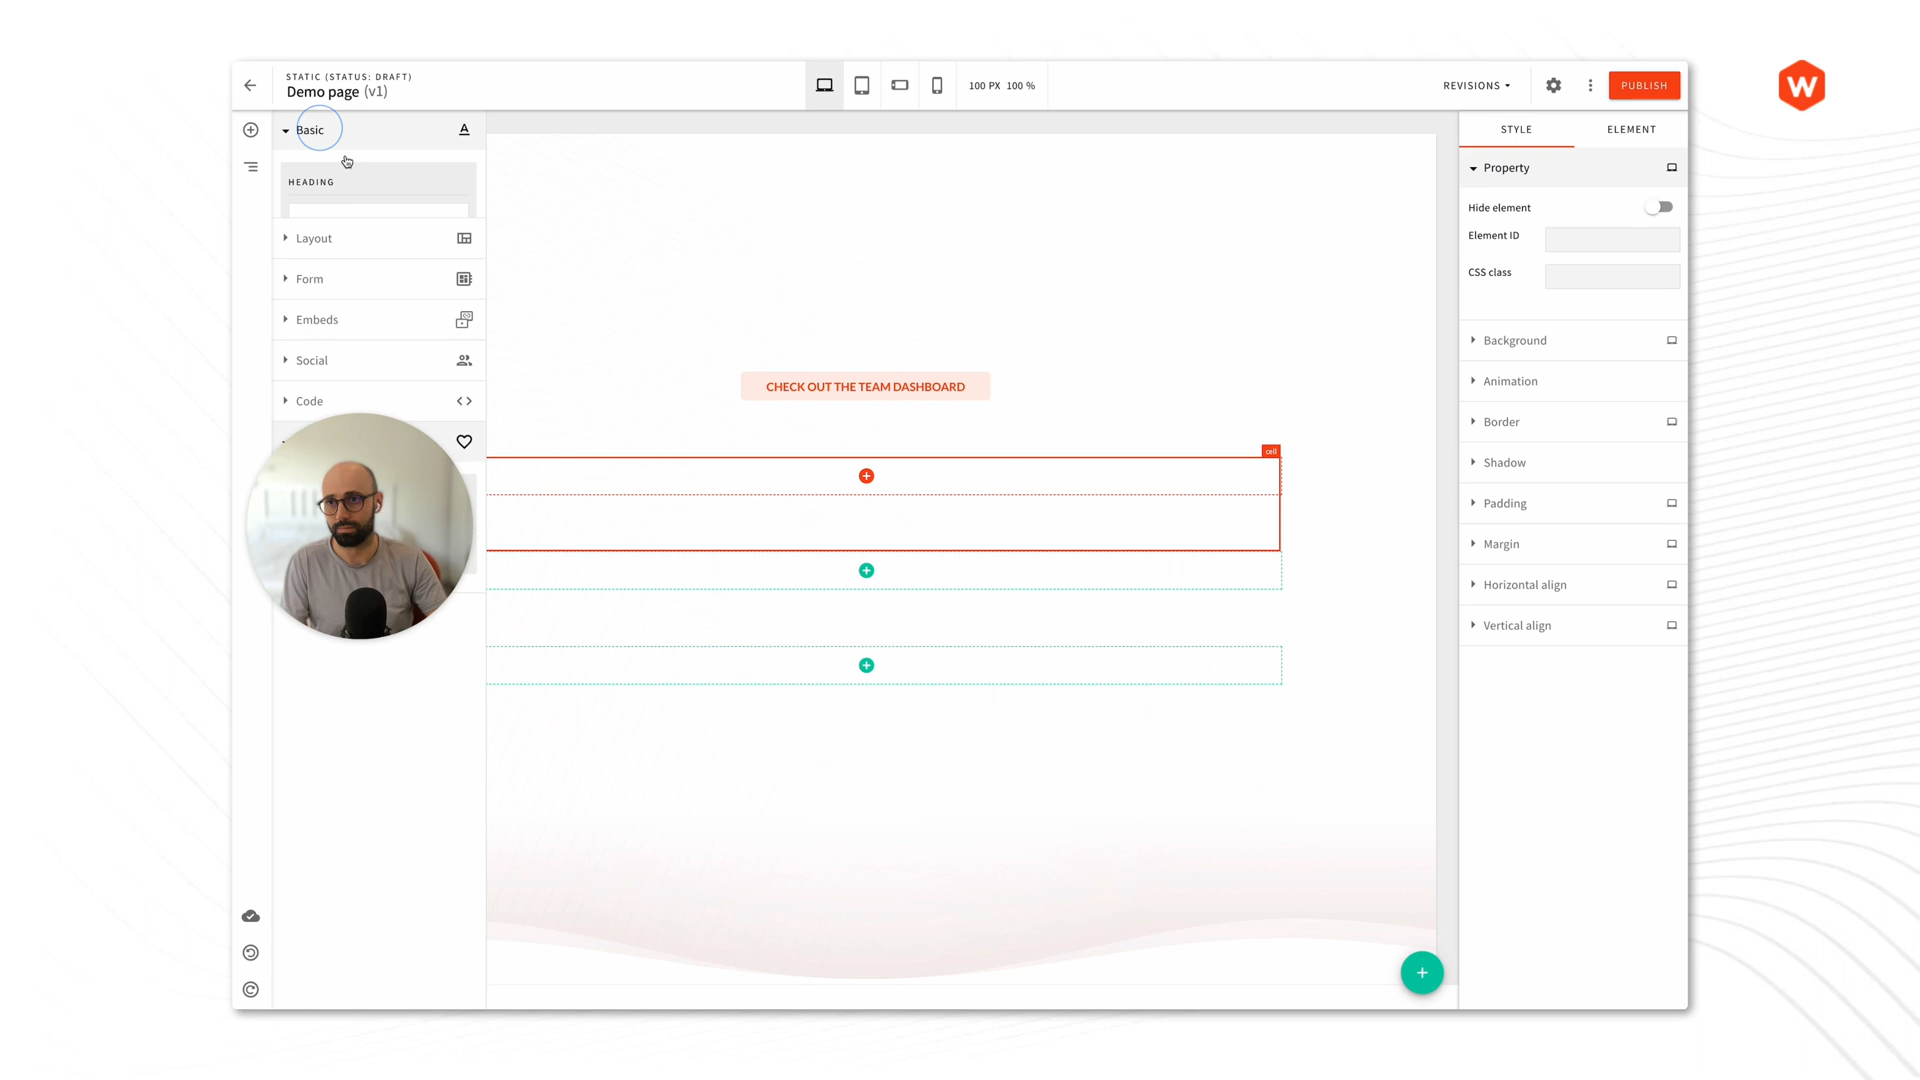 STATIC (STATUS: DRAFT)
Demo page (v1)
100 PX 100 %
REVISIONS
PUBLISH
W
Basic
A
HEADING
Layout
Form
Embeds
Social
Code
CHECK OUT THE TEAM DASHBOARD
cell
STYLE
ELEMENT
Property
Hide element
Element ID
CSS class
Background
Animation
Border
Shadow
Padding
Margin
Horizontal align
Vertical align